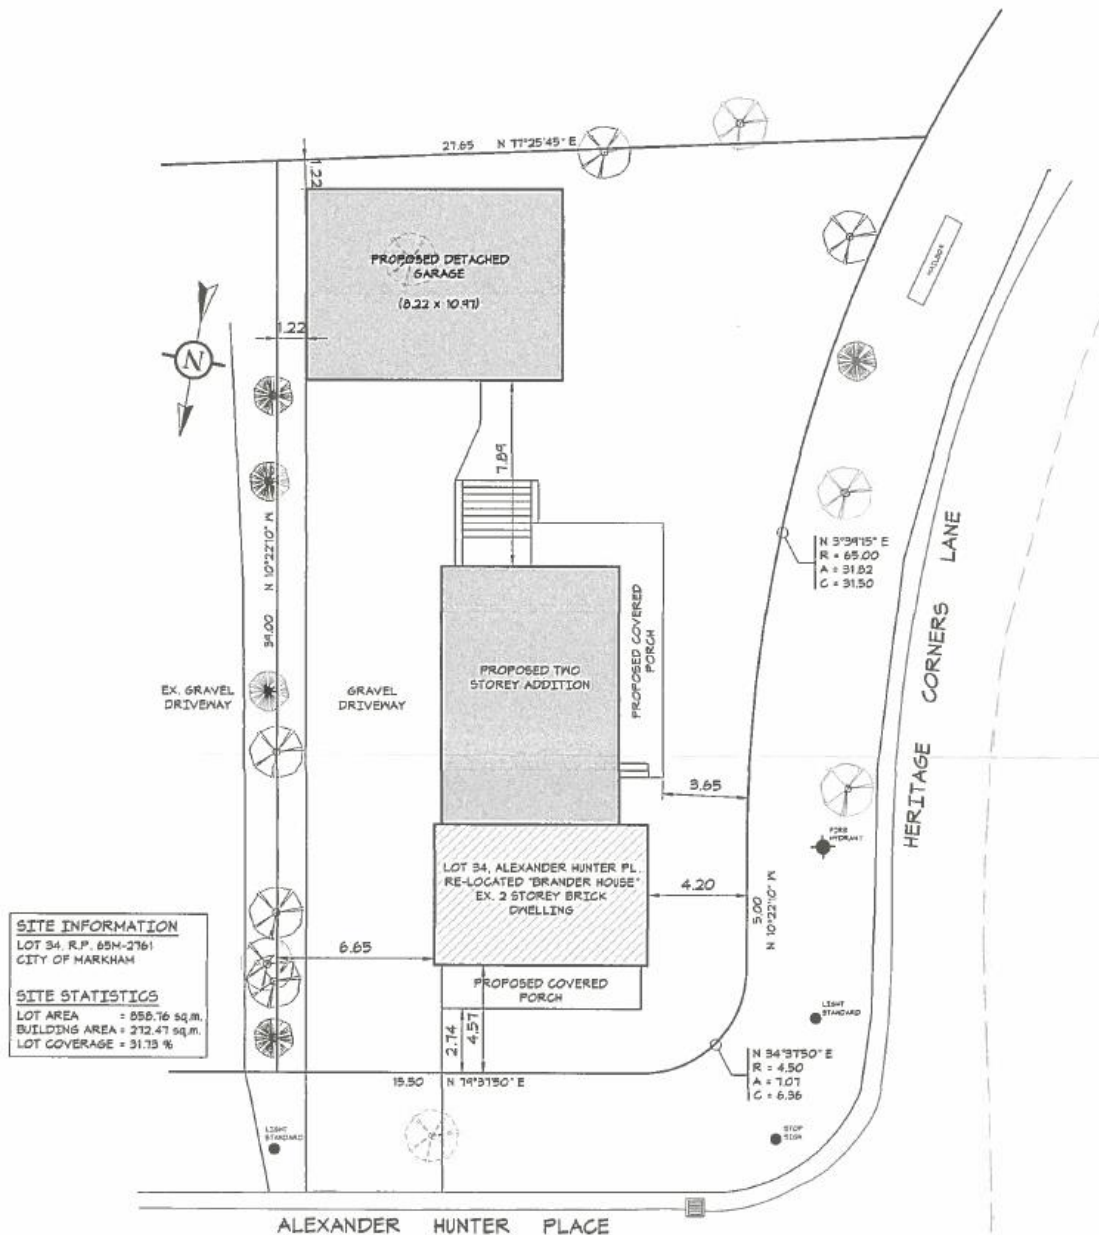 27.65 N 77°25'45" E
1.22
PROPOSED DETACHED
GARAGE
(8.22 x 10.97)
MAILBOX
N
1.22
7.89
N 10°22'10" W
39.00
N 3°39'15" E
R = 65.00
A = 31.82
C = 31.50
HERITAGE CORNERS LANE
PROPOSED COVERED
PORCH
PROPOSED TWO
STOREY ADDITION
EX. GRAVEL
DRIVEWAY
GRAVEL
DRIVEWAY
3.65
FIRE
HYDRANT
LOT 34, ALEXANDER HUNTER PL.
RE-LOCATED "BRANDER HOUSE"
EX. 2 STOREY BRICK
DWELLING
4.20
5.00
N 10°22'10" W
SITE INFORMATION
LOT 34, R.P. 65M-2761
CITY OF MARKHAM
SITE STATISTICS
LOT AREA = 858.76 sq.m.
BUILDING AREA = 272.47 sq.m.
LOT COVERAGE = 31.73 %
6.65
PROPOSED COVERED
PORCH
LIGHT
STANDARD
2.74
4.57
N 34°37'50" E
R = 4.50
A = 7.07
C = 6.36
15.50 N 79°37'50" E
LIGHT
STANDARD
STOP
SIGN
ALEXANDER HUNTER PLACE